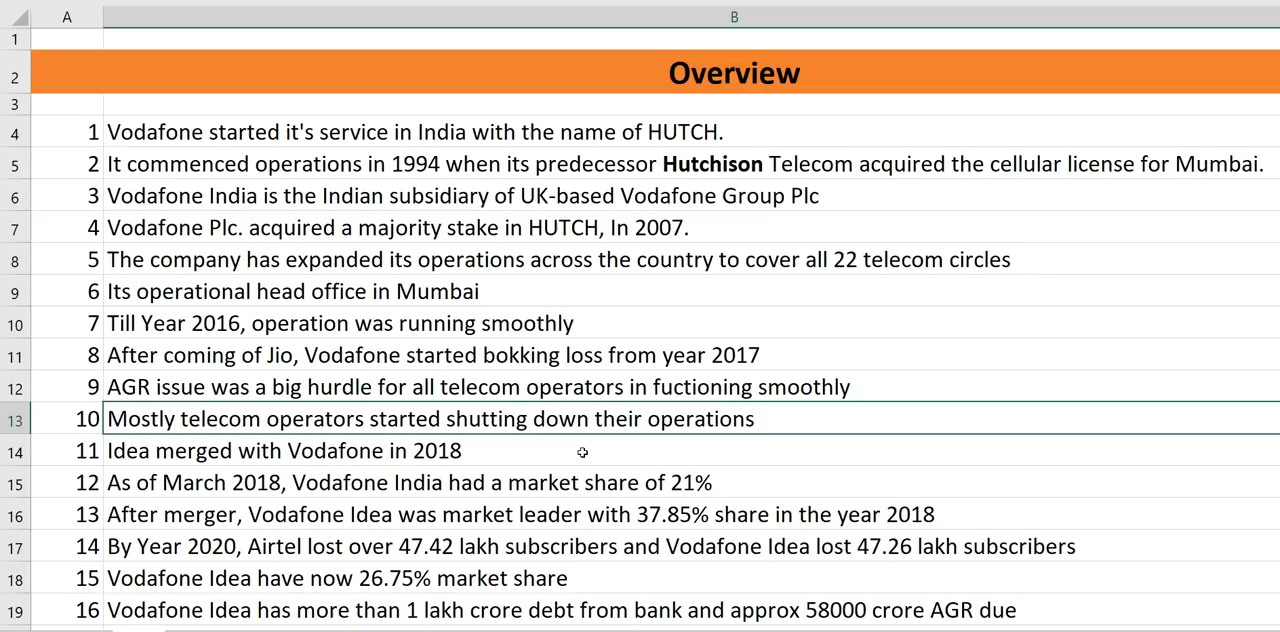 A B
1
2 Overview
3
4 1 Vodafone started it's service in India with the name of HUTCH.
5 2 It commenced operations in 1994 when its predecessor Hutchison Telecom acquired the cellular license for Mumbai.
6 3 Vodafone India is the Indian subsidiary of UK-based Vodafone Group Plc
7 4 Vodafone Plc. acquired a majority stake in HUTCH, In 2007.
8 5 The company has expanded its operations across the country to cover all 22 telecom circles
9 6 Its operational head office in Mumbai
10 7 Till Year 2016, operation was running smoothly
11 8 After coming of Jio, Vodafone started bokking loss from year 2017
12 9 AGR issue was a big hurdle for all telecom operators in fuctioning smoothly
13 10 Mostly telecom operators started shutting down their operations
14 11 Idea merged with Vodafone in 2018
15 12 As of March 2018, Vodafone India had a market share of 21%
16 13 After merger, Vodafone Idea was market leader with 37.85% share in the year 2018
17 14 By Year 2020, Airtel lost over 47.42 lakh subscribers and Vodafone Idea lost 47.26 lakh subscribers
18 15 Vodafone Idea have now 26.75% market share
19 16 Vodafone Idea has more than 1 lakh crore debt from bank and approx 58000 crore AGR due